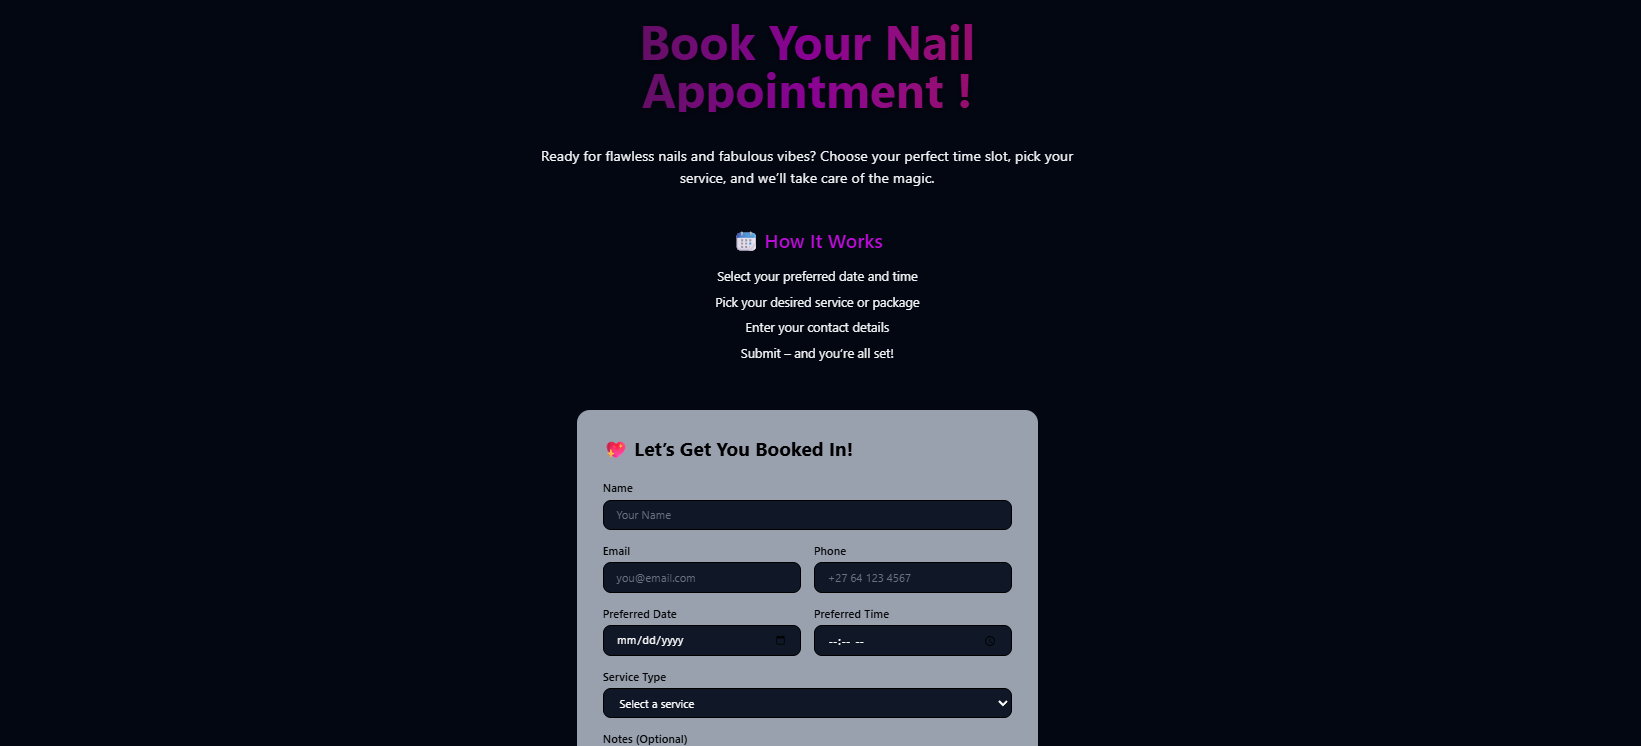 Book Your Nail
Appointment !
Ready for flawless nails and fabulous vibes? Choose your perfect time slot, pick your
service, and we’ll take care of the magic.
How It Works
Select your preferred date and time
Pick your desired service or package
Enter your contact details
Submit – and you’re all set!
Let’s Get You Booked In!
Name
Your Name
Email Phone
you@email.com +27 64 123 4567
Preferred Date Preferred Time
mm/dd/yyyy --:-- --
Service Type
Select a service
Notes (Optional)